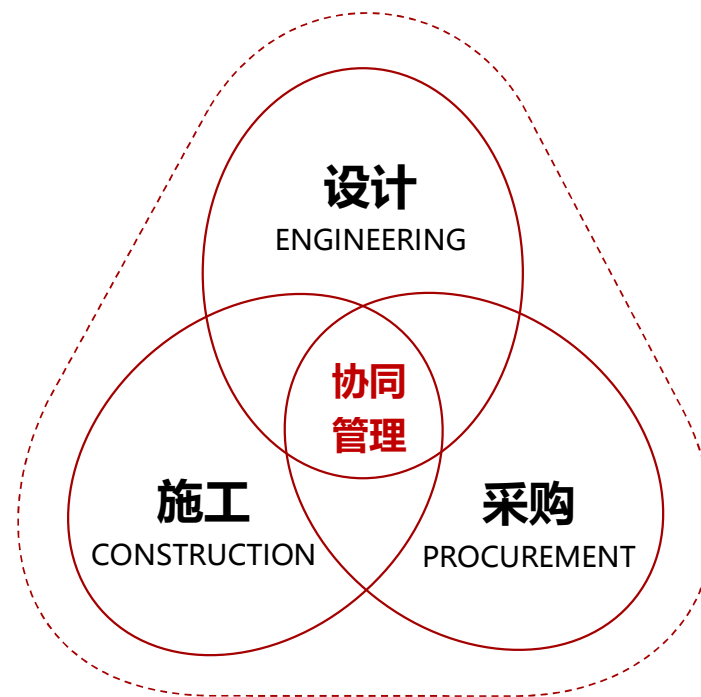 设计
ENGINEERING
协同
管理
施工
CONSTRUCTION
采购
PROCUREMENT